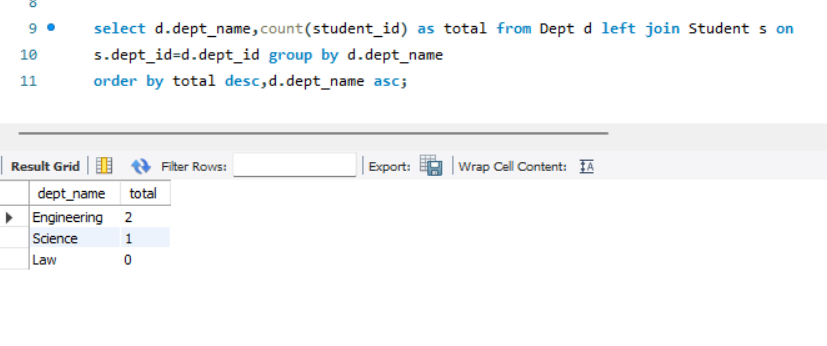 8
9 select d.dept_name,count(student_id) as total from Dept d left join Student s on
10 s.dept_id=d.dept_id group by d.dept_name
11 order by total desc,d.dept_name asc;
Result Grid Filter Rows: Export: Wrap Cell Content: IA
dept_name total
Engineering 2
Science 1
Law 0